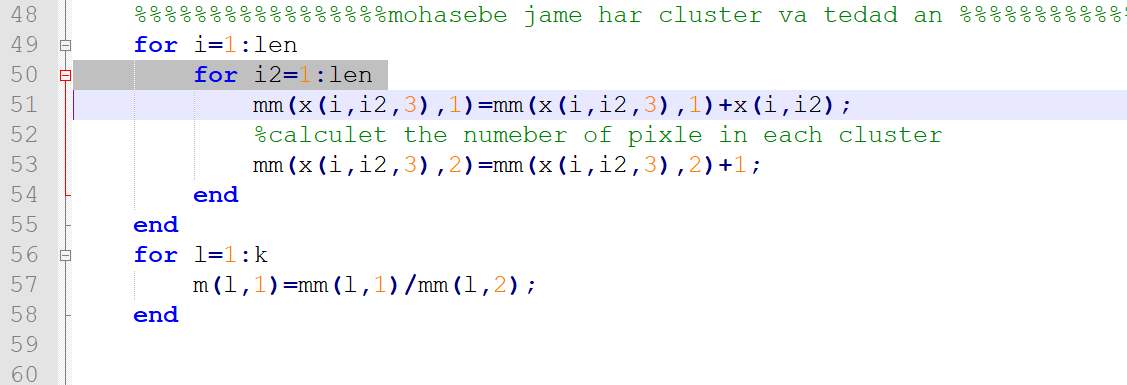 48 %%%%%%%%%%%%%%%%%mohasebe jame har cluster va tedad an %%%%%%%%%%%
49 for i=1:len
50 for i2=1:len
51 mm(x(i,i2,3),1)=mm(x(i,i2,3),1)+x(i,i2);
52 %calculet the numeber of pixle in each cluster
53 mm(x(i,i2,3),2)=mm(x(i,i2,3),2)+1;
54 end
55 end
56 for l=1:k
57 m(l,1)=mm(l,1)/mm(l,2);
58 end
59
60